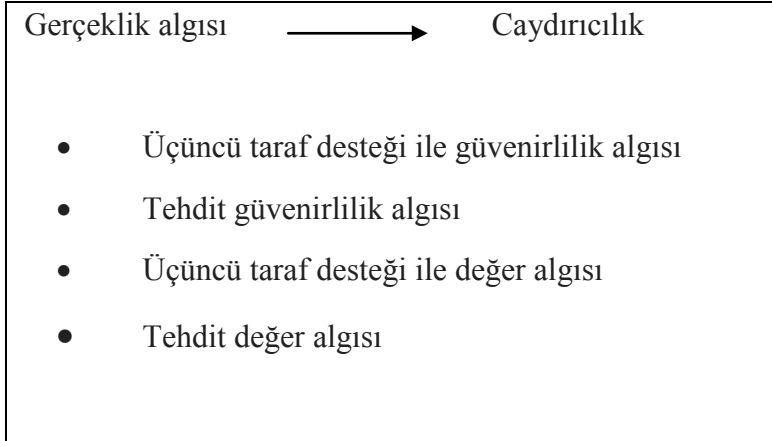 Gerçeklik algısı → Caydırıcılık
• Üçüncü taraf desteği ile güvenirlilik algısı
• Tehdit güvenirlilik algısı
• Üçüncü taraf desteği ile değer algısı
• Tehdit değer algısı